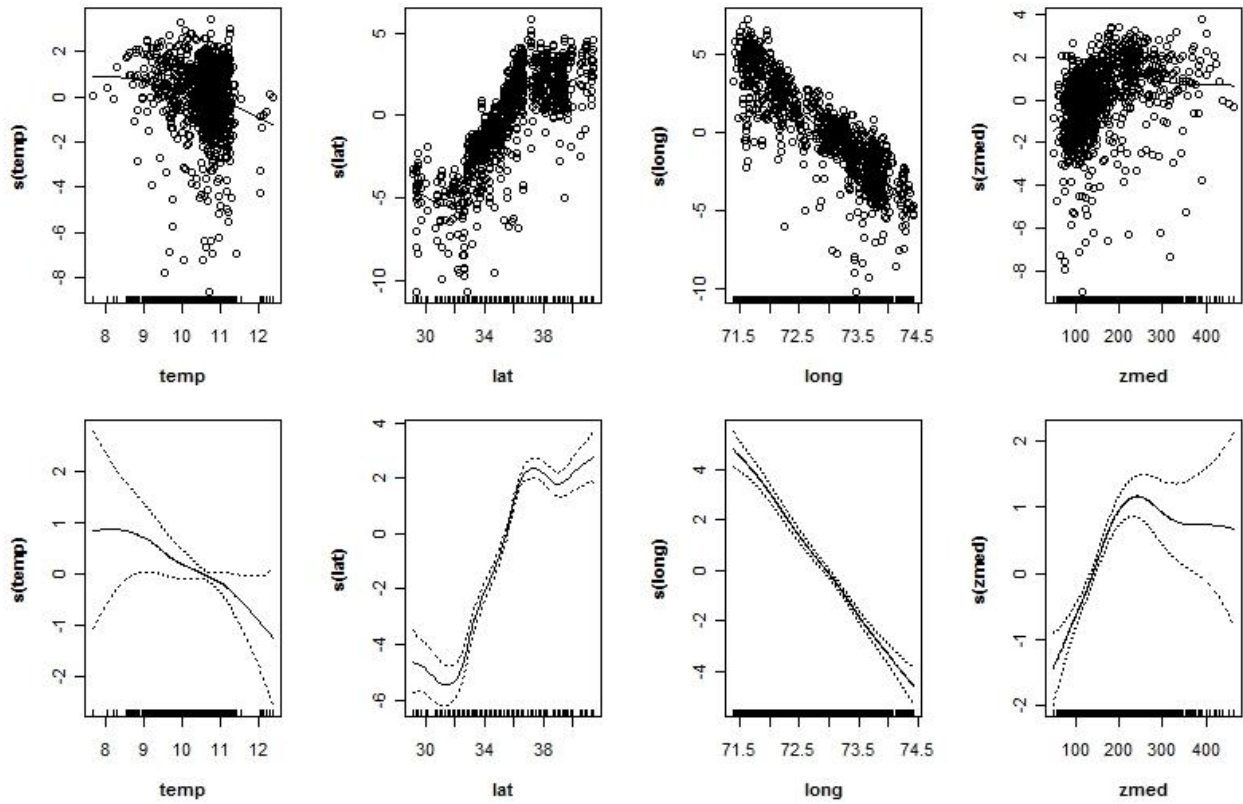 s(temp)
2
0
-2
-4
-6
-8
8 9 10 11 12
temp
s(lat)
5
0
-5
-10
30 34 38
lat
s(long)
5
0
-5
-10
71.5 72.5 73.5 74.5
long
s(zmed)
4
2
0
-2
-4
-6
-8
100 200 300 400
zmed
s(temp)
2
1
0
-1
-2
8 9 10 11 12
temp
s(lat)
4
2
0
-2
-4
-6
30 34 38
lat
s(long)
4
2
0
-2
-4
71.5 72.5 73.5 74.5
long
s(zmed)
2
1
0
-1
-2
100 200 300 400
zmed